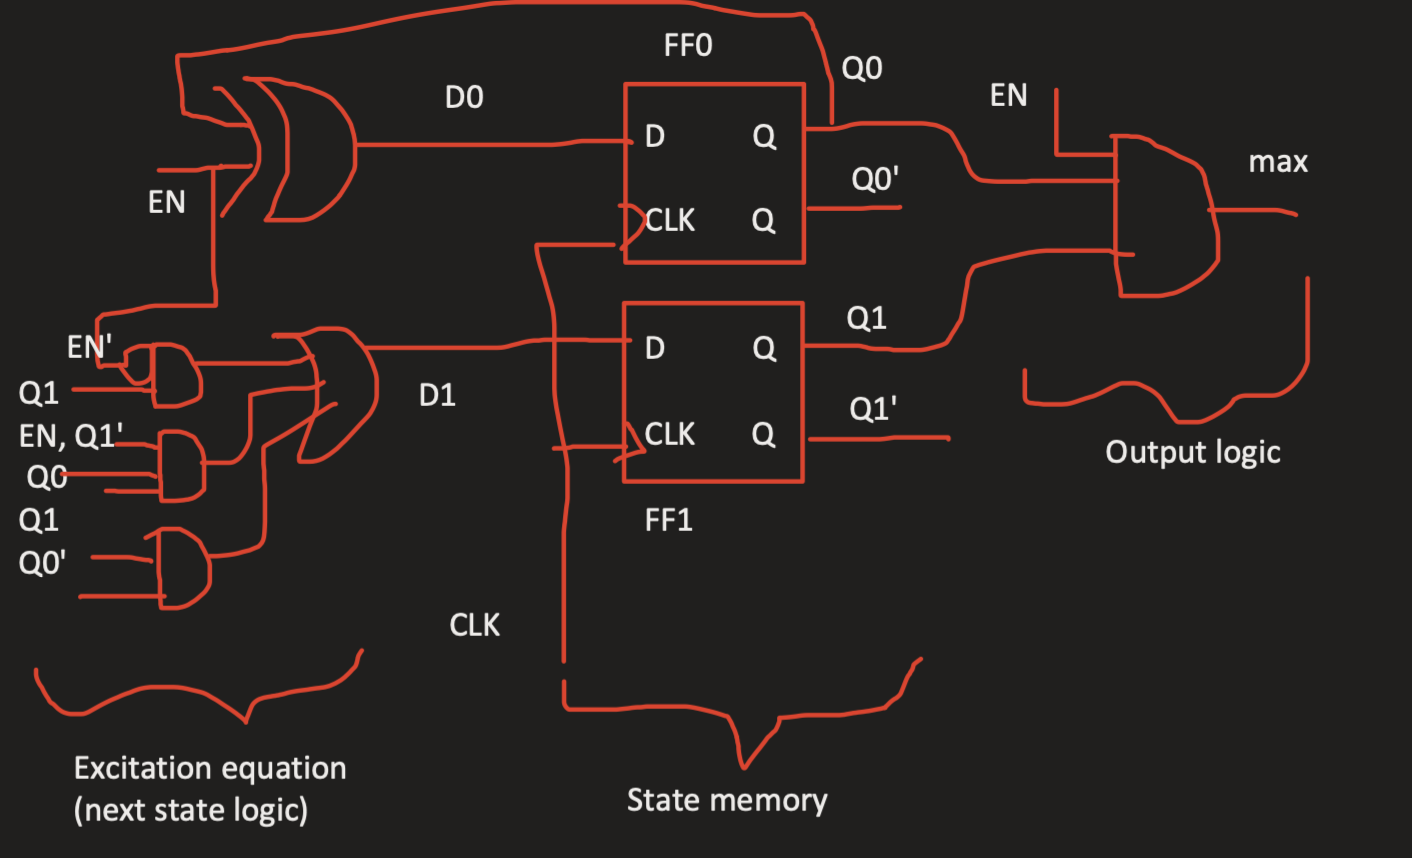 FF0
Q0
EN
D0
D
Q
max
Q0'
EN
CLK
Q
Q1
EN'
D
Q
Q1
D1
Q1'
EN, Q1'
CLK
Q
Output logic
Q0
Q1
FF1
Q0'
CLK
Excitation equation
(next state logic)
State memory